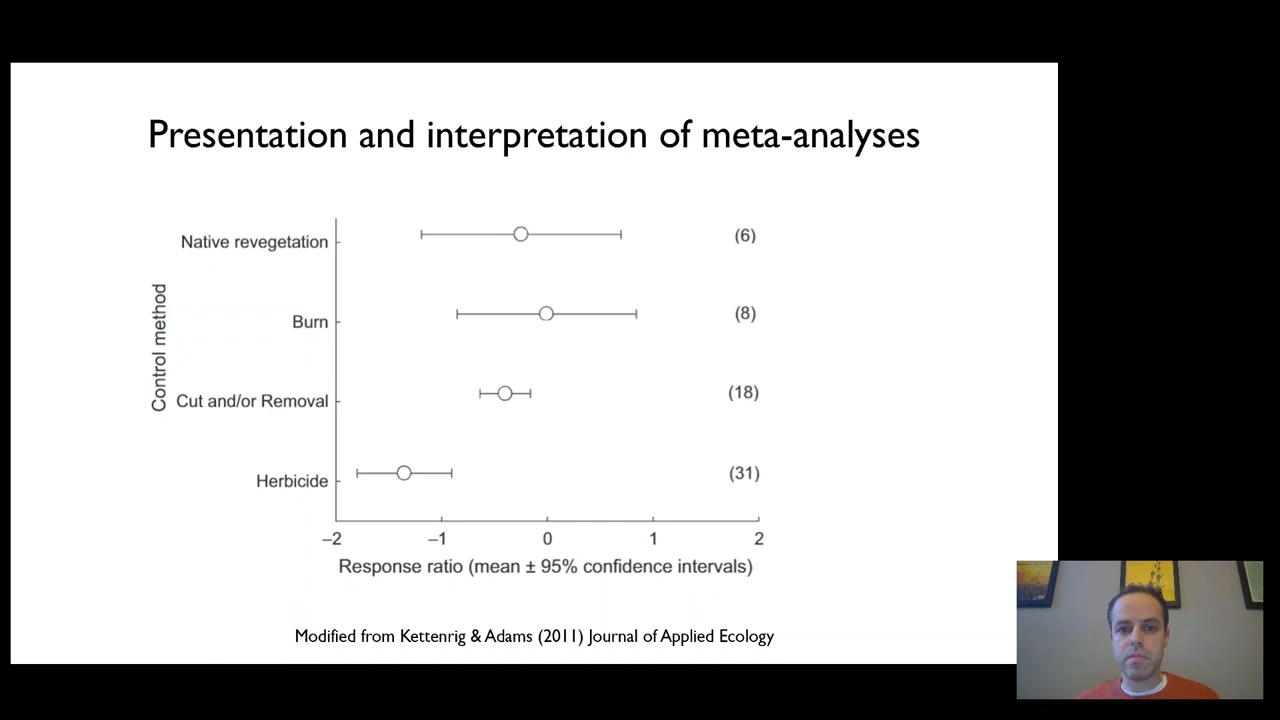 Presentation and interpretation of meta-analyses
Control method
Native revegetation
(6)
Burn
(8)
Cut and/or Removal
(18)
Herbicide
(31)
–2 –1 0 1 2
Response ratio (mean ± 95% confidence intervals)
Modified from Kettenrig & Adams (2011) Journal of Applied Ecology